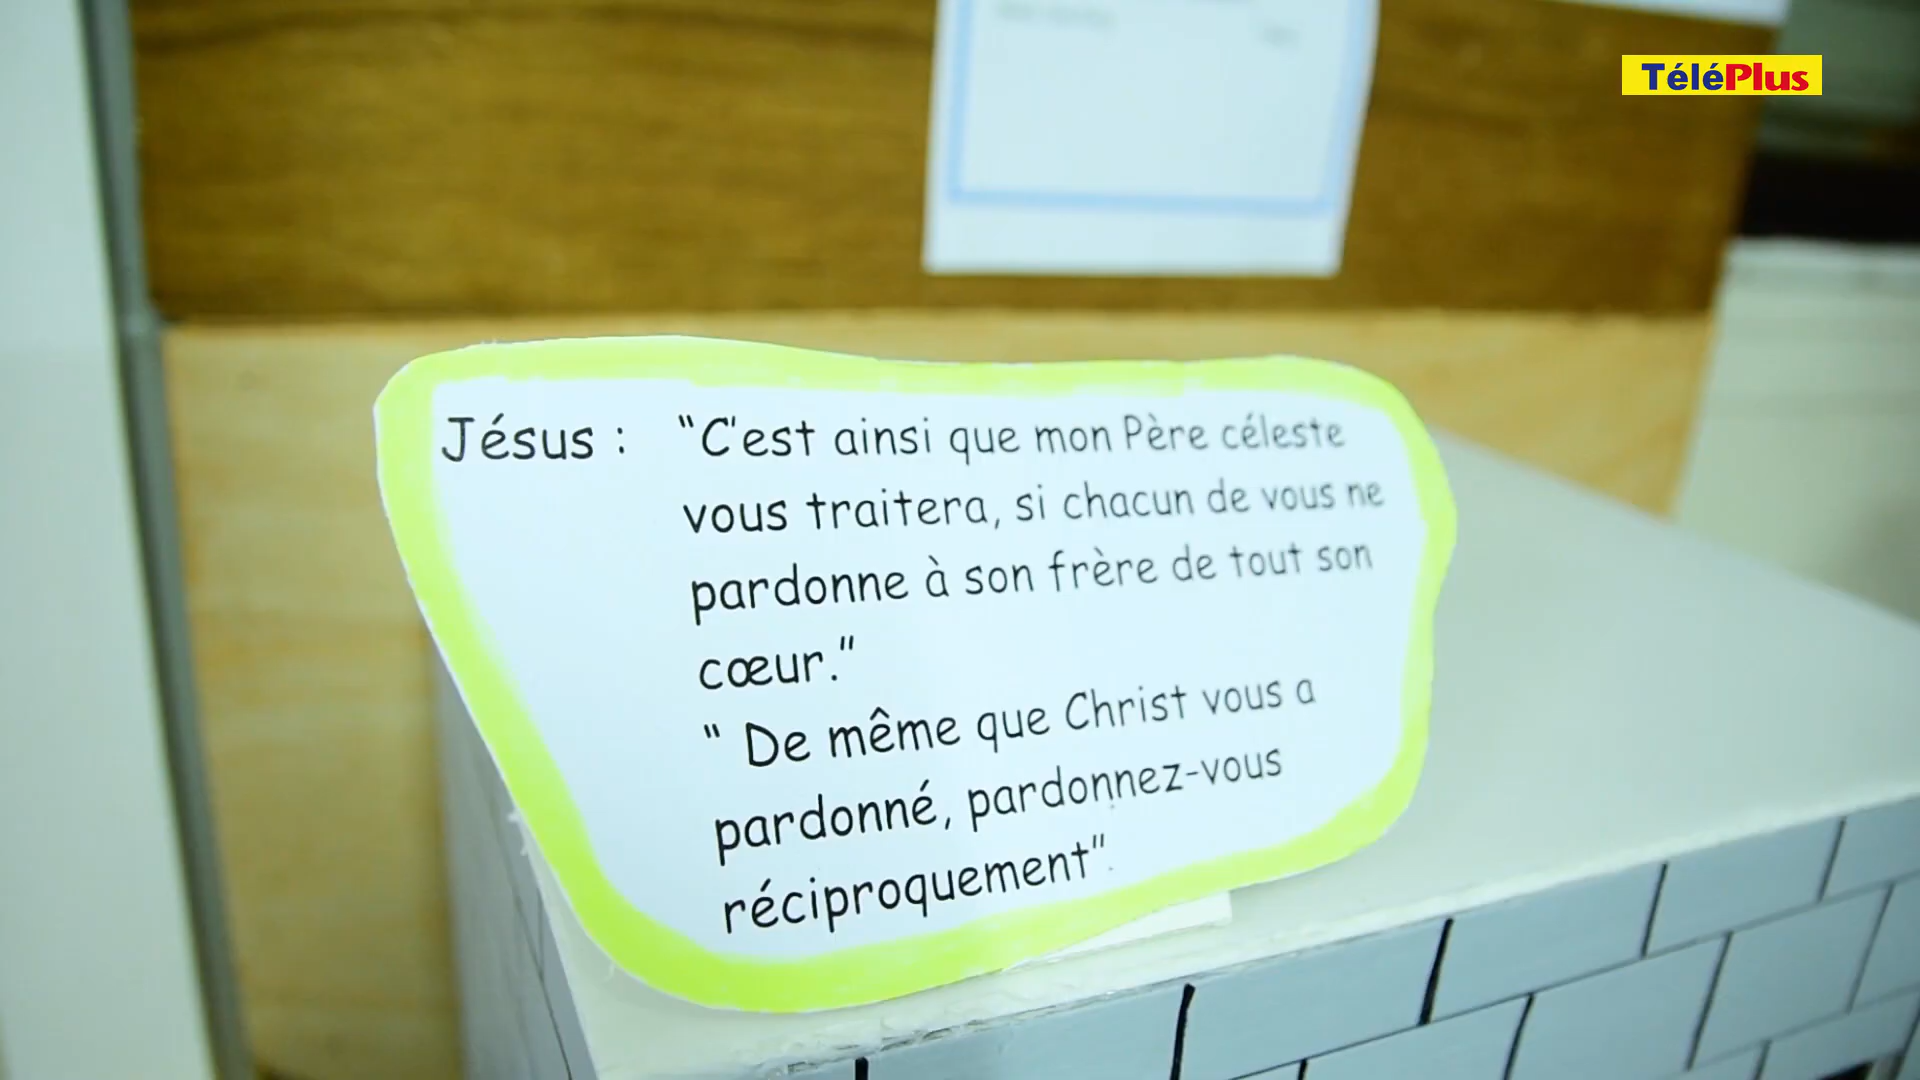 TéléPlus
Jésus : "C'est ainsi que mon Père céleste
vous traitera, si chacun de vous ne
pardonne à son frère de tout son
cœur."
" De même que Christ vous a
pardonné, pardonnez-vous
réciproquement".